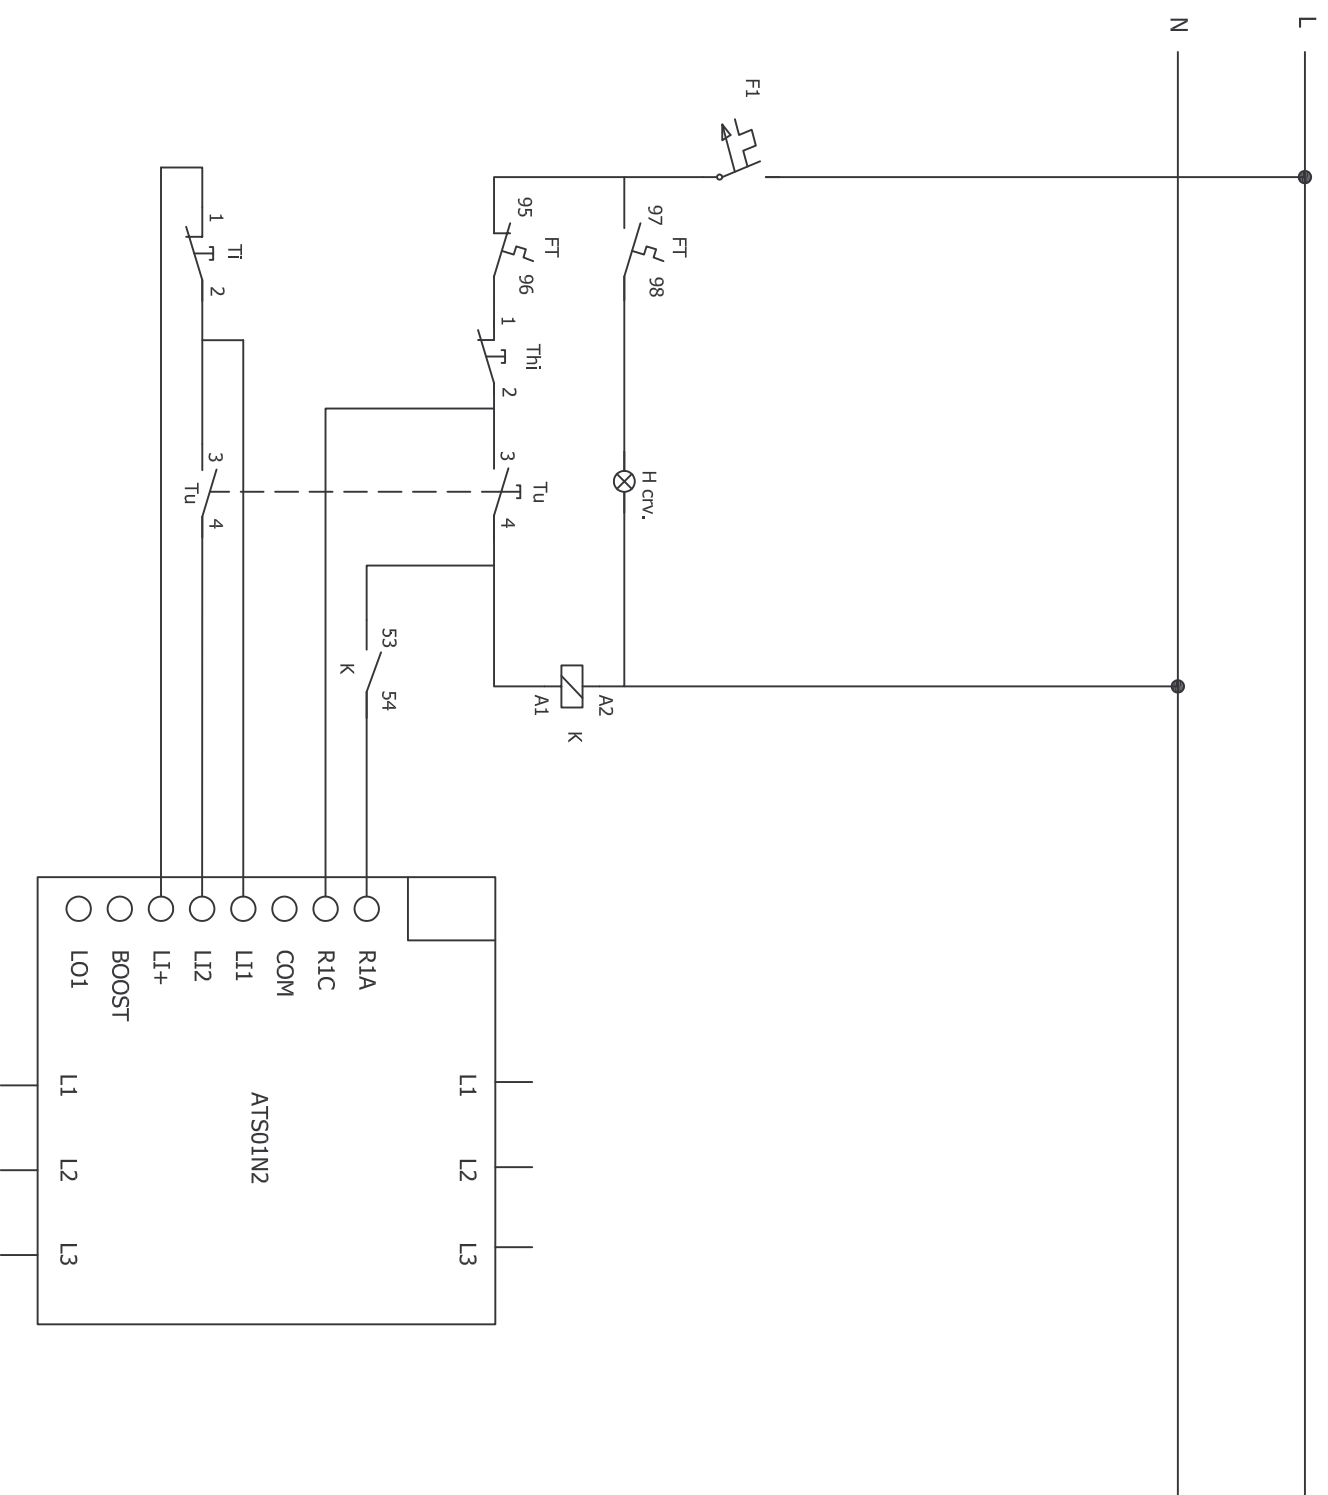 L
N
F1
97
FT
98
95
FT
96
1
Thi
2
3
Tu
4
H crv.
1
Ti
2
3
Tu
4
53
K
54
A1
A2
K
R1A
R1C
COM
LI1
LI2
LI+
BOOST
LO1
L1
L2
L3
ATS01N2
L1
L2
L3